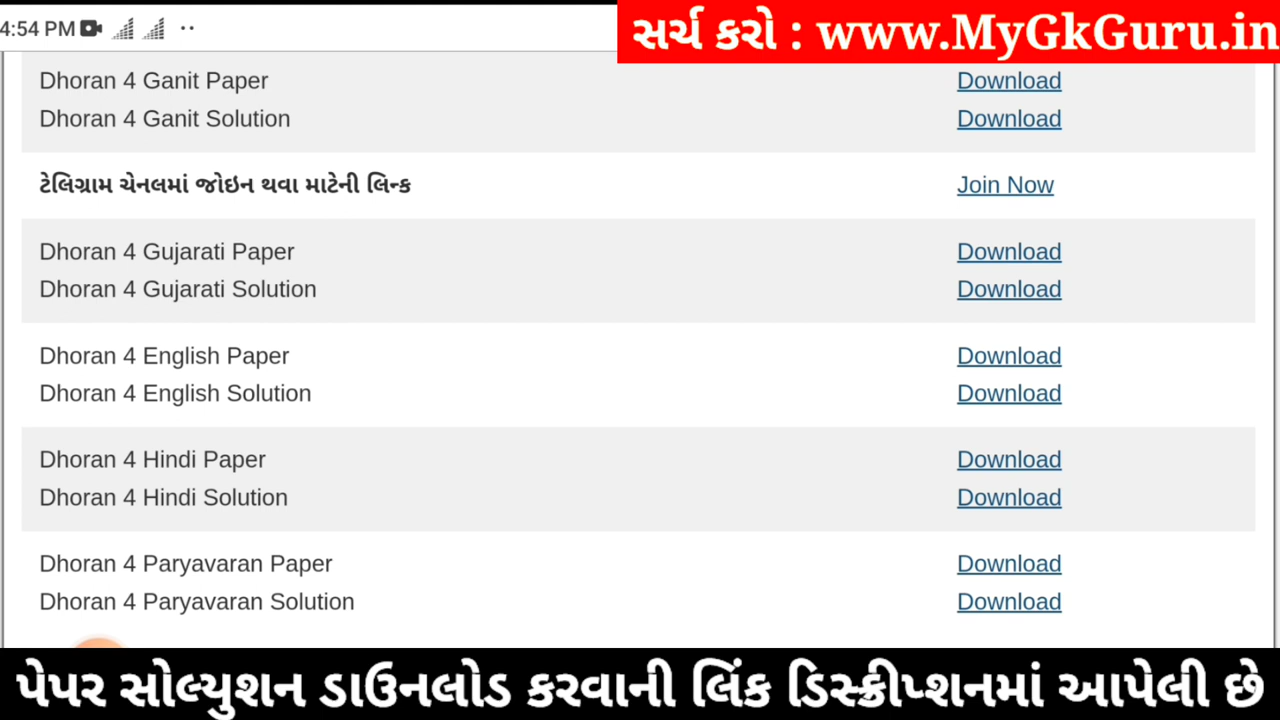 4:54 PM
સર્ચ કરો : www.MyGkGuru.in
Dhoran 4 Ganit Paper Download
Dhoran 4 Ganit Solution Download
ટેલિગ્રામ ચેનલમાં જોઇન થવા માટેની લિન્ક Join Now
Dhoran 4 Gujarati Paper Download
Dhoran 4 Gujarati Solution Download
Dhoran 4 English Paper Download
Dhoran 4 English Solution Download
Dhoran 4 Hindi Paper Download
Dhoran 4 Hindi Solution Download
Dhoran 4 Paryavaran Paper Download
Dhoran 4 Paryavaran Solution Download
પેપર સોલ્યુશન ડાઉનલોડ કરવાની લિંક ડિસ્ક્રીપ્શનમાં આપેલી છે